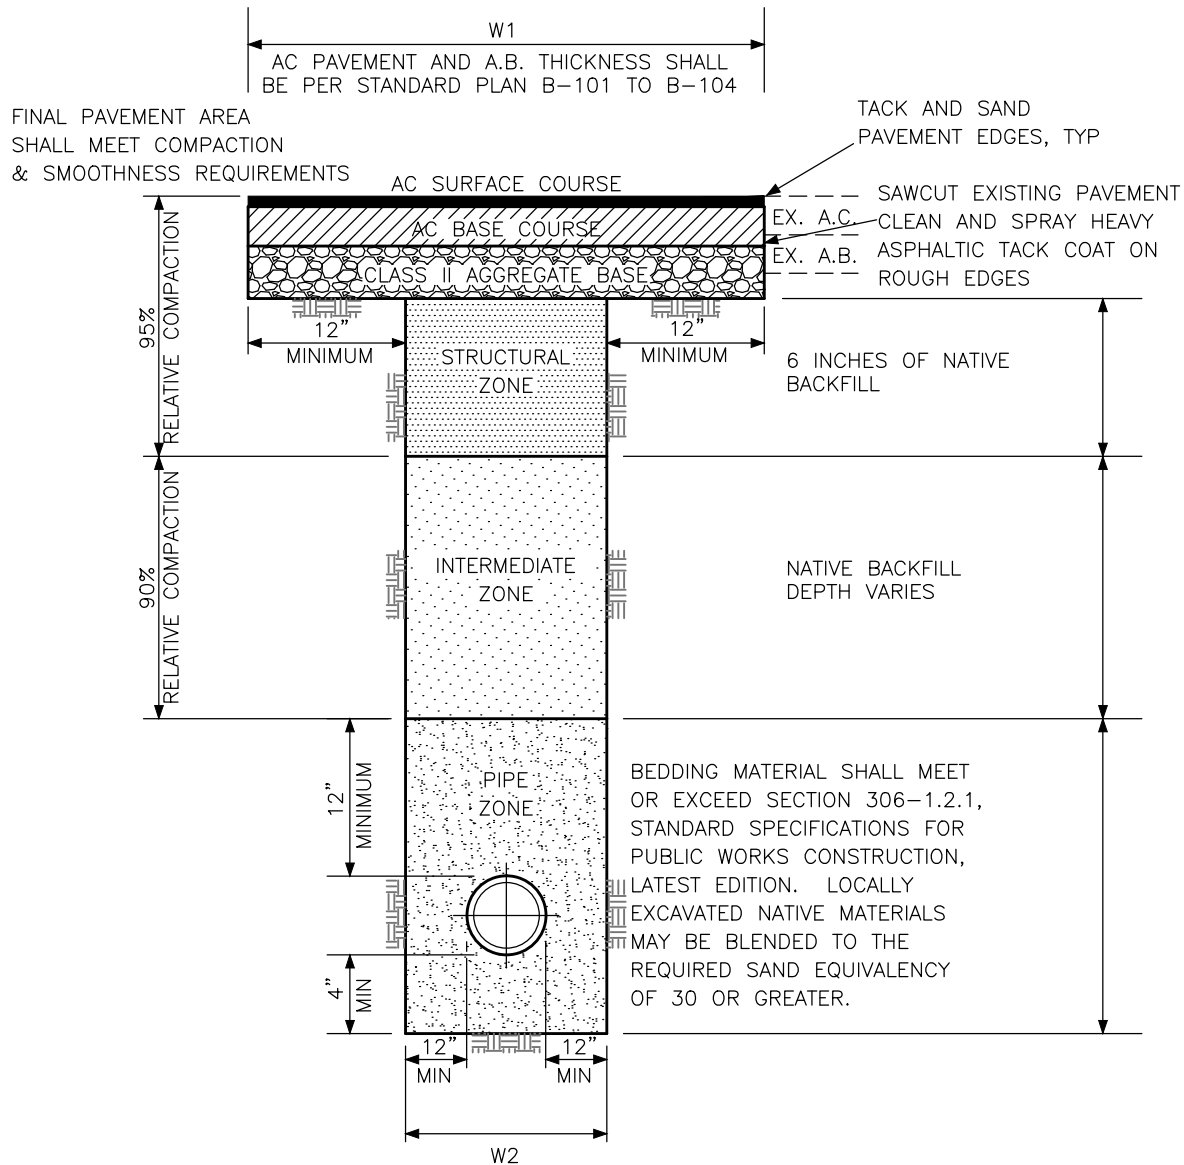 W1
AC PAVEMENT AND A.B. THICKNESS SHALL
BE PER STANDARD PLAN B-101 TO B-104
FINAL PAVEMENT AREA
SHALL MEET COMPACTION
& SMOOTHNESS REQUIREMENTS
TACK AND SAND
PAVEMENT EDGES, TYP
AC SURFACE COURSE
SAWCUT EXISTING PAVEMENT
CLEAN AND SPRAY HEAVY
ASPHALTIC TACK COAT ON
ROUGH EDGES
EX. A.C.
AC BASE COURSE
EX. A.B.
CLASS II AGGREGATE BASE
95%
RELATIVE COMPACTION
12"
MINIMUM
12"
MINIMUM
STRUCTURAL
ZONE
6 INCHES OF NATIVE
BACKFILL
90%
RELATIVE COMPACTION
INTERMEDIATE
ZONE
NATIVE BACKFILL
DEPTH VARIES
12"
MINIMUM
PIPE
ZONE
BEDDING MATERIAL SHALL MEET
OR EXCEED SECTION 306-1.2.1,
STANDARD SPECIFICATIONS FOR
PUBLIC WORKS CONSTRUCTION,
LATEST EDITION. LOCALLY
EXCAVATED NATIVE MATERIALS
MAY BE BLENDED TO THE
REQUIRED SAND EQUIVALENCY
OF 30 OR GREATER.
4"
MIN
12"
MIN
12"
MIN
W2